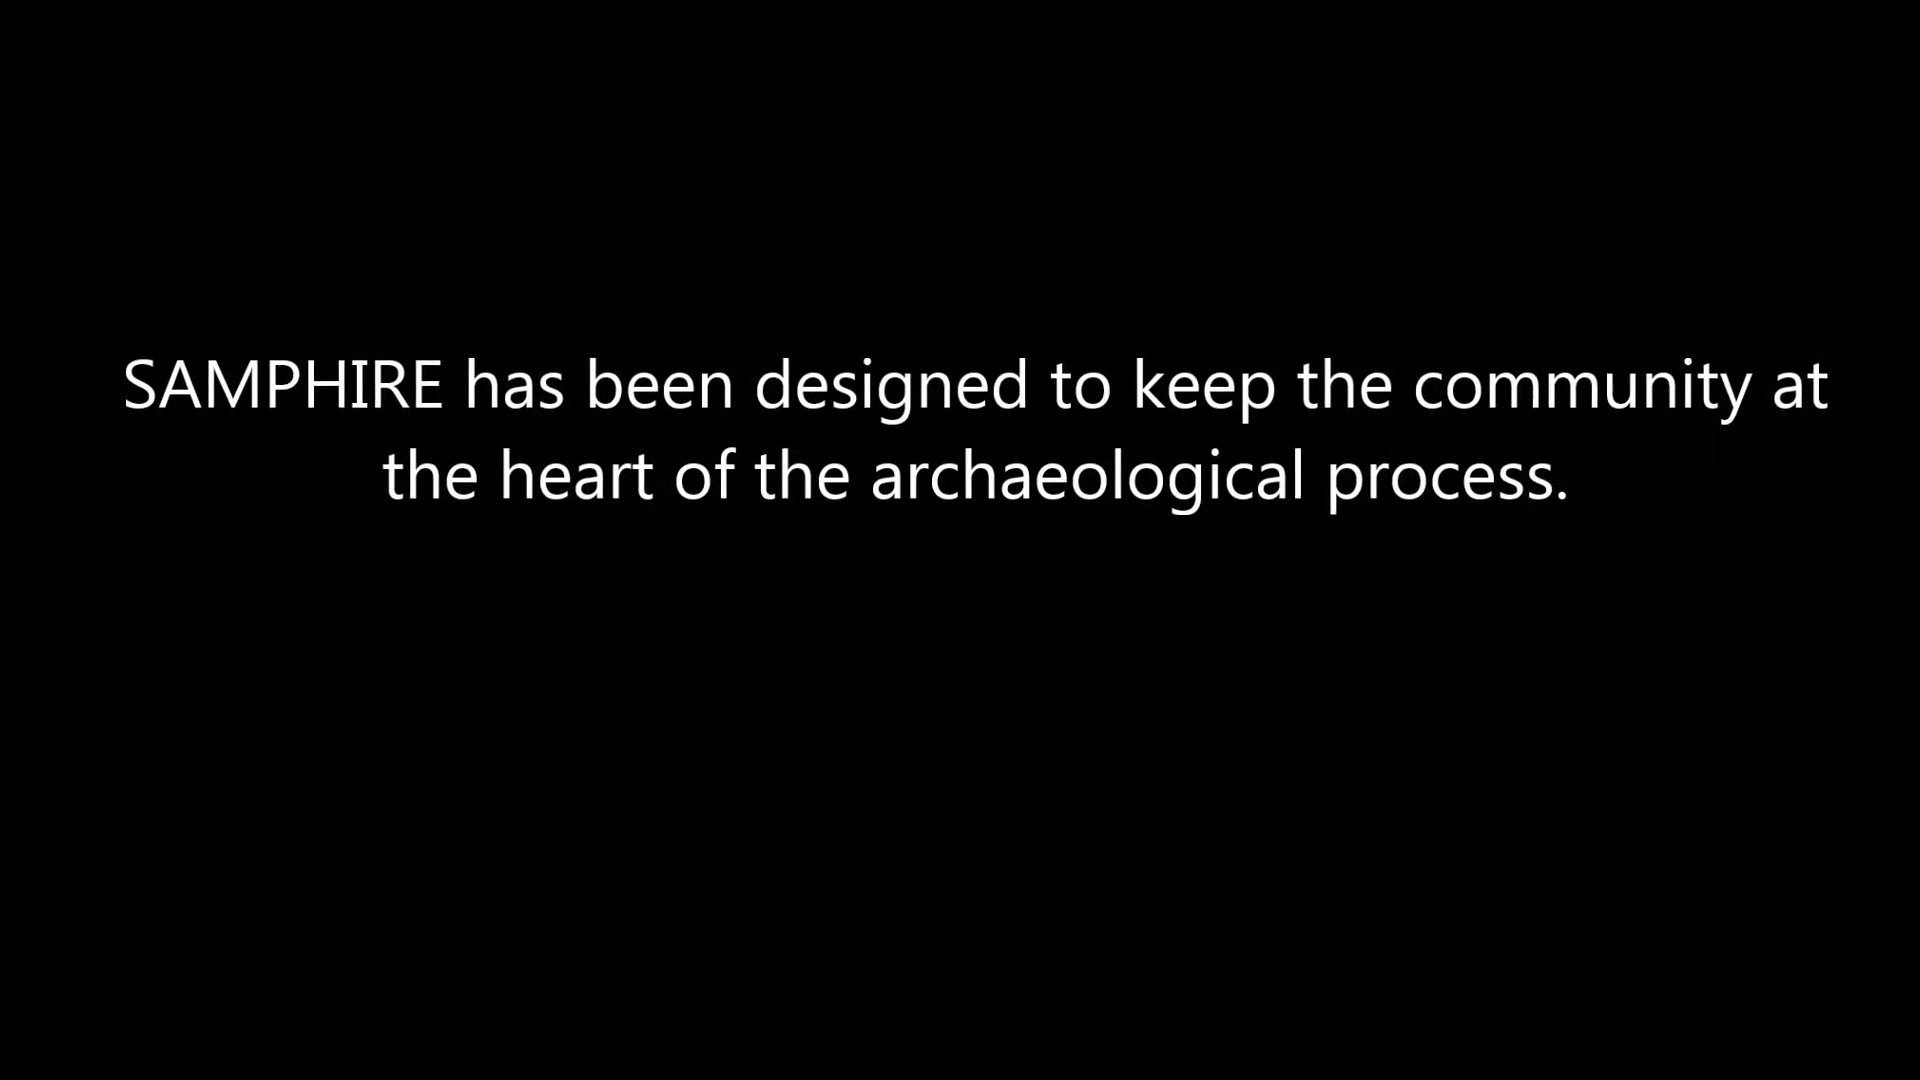 SAMPHIRE has been designed to keep the community at
the heart of the archaeological process.